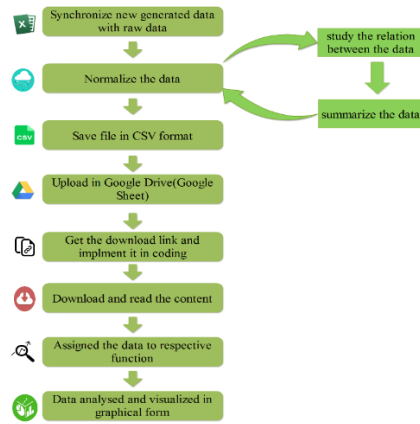 Synchronize new generated data
with raw data
study the relation
between the data
Normalize the data
summarize the data
CSV
Save file in CSV format
Upload in Google Drive(Google
Sheet)
Get the download link and
implment it in coding
Download and read the content
Assigned the data to respective
function
Data analysed and visualized in
graphical form